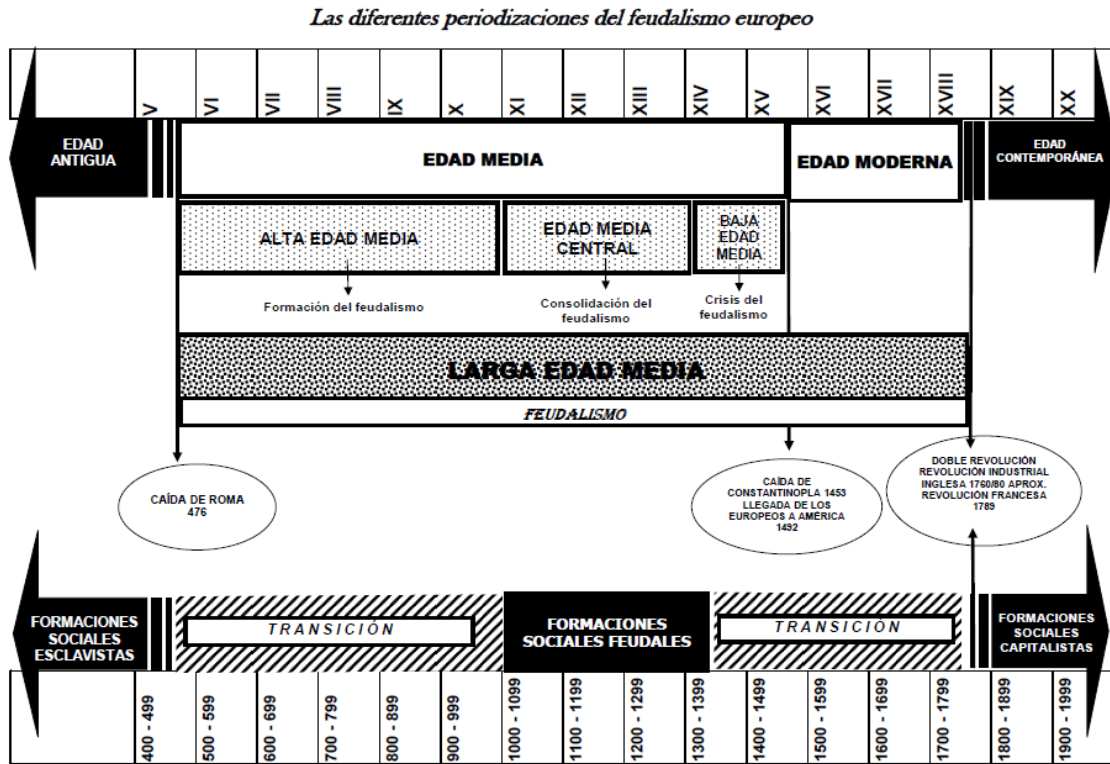 Las diferentes periodizaciones del feudalismo europeo
V
VI
VII
VIII
IX
X
XI
XII
XIII
XIV
XV
XVI
XVII
XVIII
XIX
XX
EDAD
ANTIGUA
EDAD MEDIA
EDAD MODERNA
EDAD
CONTEMPORÁNEA
ALTA EDAD MEDIA
EDAD MEDIA
CENTRAL
BAJA
EDAD
MEDIA
Formación del feudalismo
Consolidación del
feudalismo
Crisis del
feudalismo
LARGA EDAD MEDIA
FEUDALISMO
CAÍDA DE ROMA
476
CAÍDA DE
CONSTANTINOPLA 1453
LLEGADA DE LOS
EUROPEOS A AMÉRICA
1492
DOBLE REVOLUCIÓN
REVOLUCIÓN INDUSTRIAL
INGLESA 1760/80 APROX.
REVOLUCIÓN FRANCESA
1789
FORMACIONES
SOCIALES
ESCLAVISTAS
TRANSICIÓN
FORMACIONES
SOCIALES FEUDALES
TRANSICIÓN
FORMACIONES
SOCIALES
CAPITALISTAS
400 - 499
500 - 599
600 - 699
700 - 799
800 - 899
900 - 999
1000 - 1099
1100 - 1199
1200 - 1299
1300 - 1399
1400 - 1499
1500 - 1599
1600 - 1699
1700 - 1799
1800 - 1899
1900 - 1999